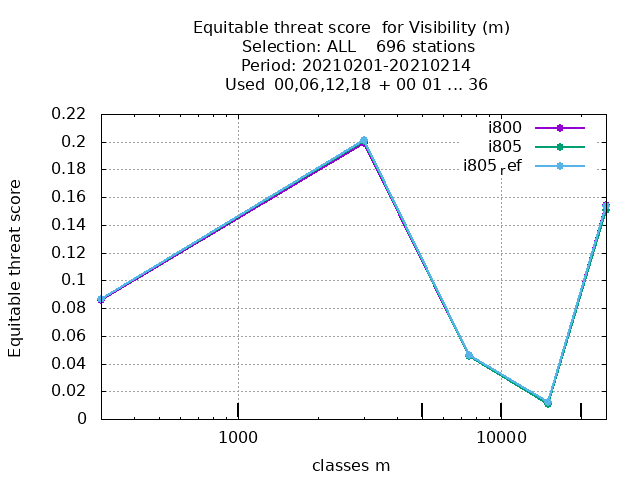 Equitable threat score  for Visibility (m)
Selection: ALL    696 stations
Period: 20210201-20210214
Used  00,06,12,18  + 00 01 ... 36
i800
i805
i805ref
Equitable threat score
0.22
0.2
0.18
0.16
0.14
0.12
0.1
0.08
0.06
0.04
0.02
0
1000 10000
classes m